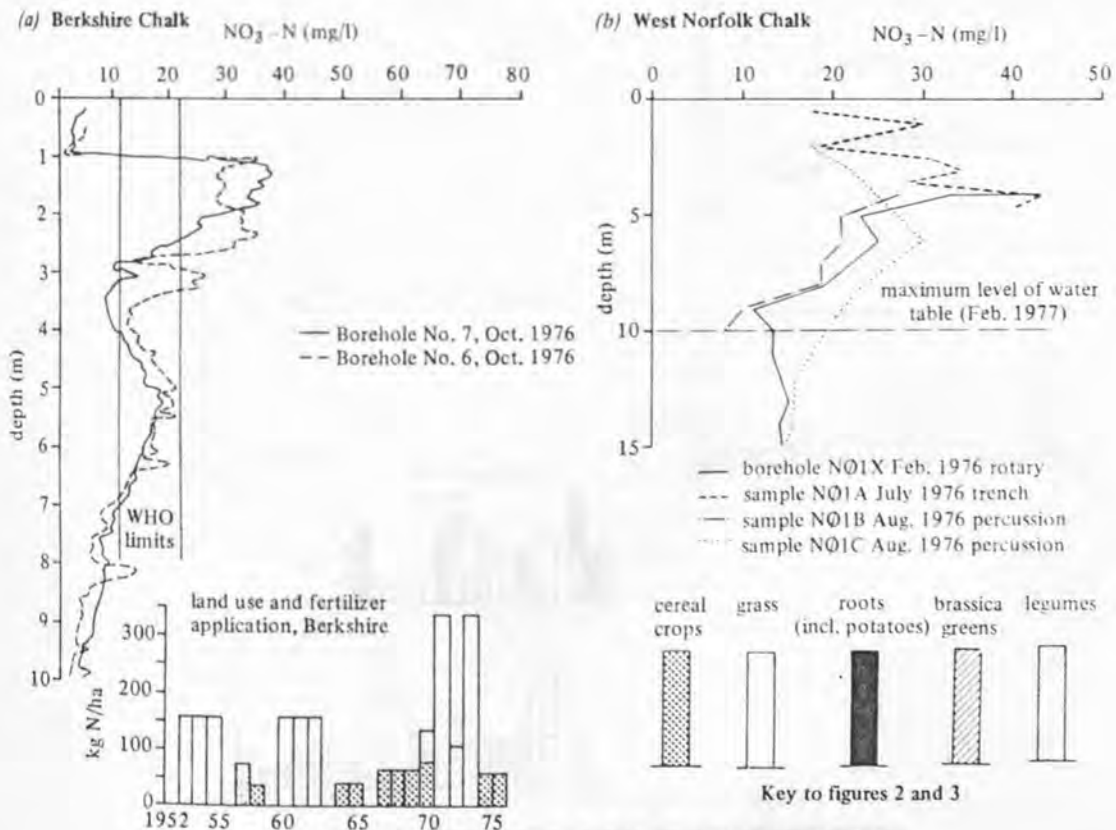 (a) Berkshire Chalk
NO3–N (mg/l)
10 20 30 40 50 60 70 80
0
1
2
3
4
5
6
7
8
9
10
depth (m)
Borehole No. 7, Oct. 1976
Borehole No. 6, Oct. 1976
WHO
limits
land use and fertilizer
application, Berkshire
kg N/ha
300
200
100
0
1952 55 60 65 70 75
(b) West Norfolk Chalk
NO3–N (mg/l)
0 10 20 30 40 50
0
5
10
15
depth (m)
maximum level of water
table (Feb. 1977)
borehole NØ1X Feb. 1976 rotary
sample NØ1A July 1976 trench
sample NØ1B Aug. 1976 percussion
sample NØ1C Aug. 1976 percussion
cereal
crops
grass
roots
(incl. potatoes)
brassica
greens
legumes
Key to figures 2 and 3